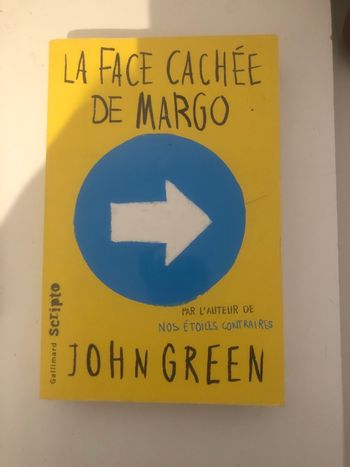 LA FACE CACHÉE
DE MARGO
PAR L'AUTEUR DE
NOS ÉTOILES CONTRAIRES
Gallimard Scripto
JOHN GREEN